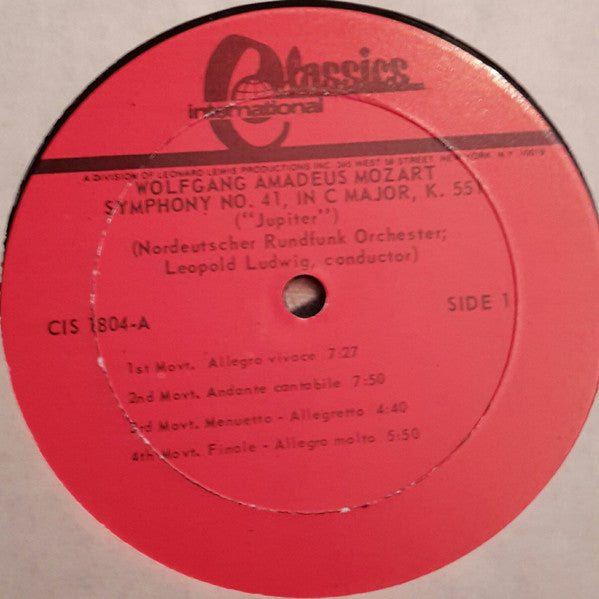 Classics
international
A DIVISION OF LEONARD LEWIS PRODUCTIONS INC. 345 WEST 58 STREET, NEW YORK, N.Y. 10019
WOLFGANG AMADEUS MOZART
SYMPHONY NO. 41, IN C MAJOR, K. 551
("Jupiter")
(Nordeutscher Rundfunk Orchester;
Leopold Ludwig, conductor)
CIS 1804-A
SIDE 1
1st Movt. Allegro vivace 7:27
2nd Movt. Andante cantabile 7:50
3rd Movt. Menuetto - Allegretto 4:40
4th Movt. Finale - Allegro molto 5:50